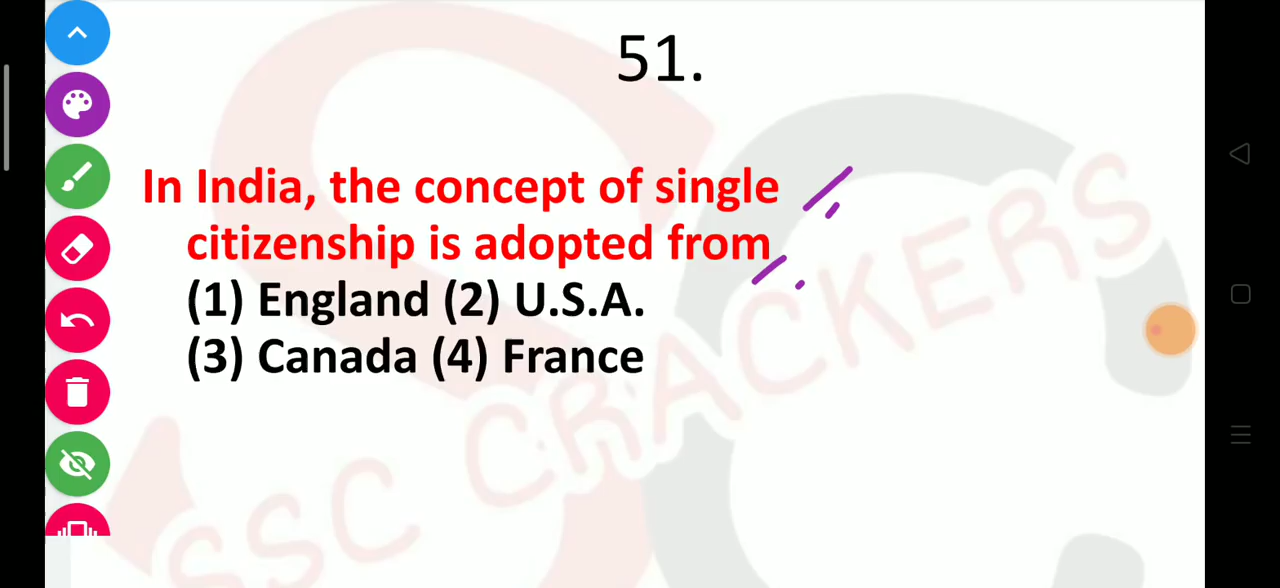 51.
In India, the concept of single
citizenship is adopted from
(1) England (2) U.S.A.
(3) Canada (4) France
SSC CRACKERS